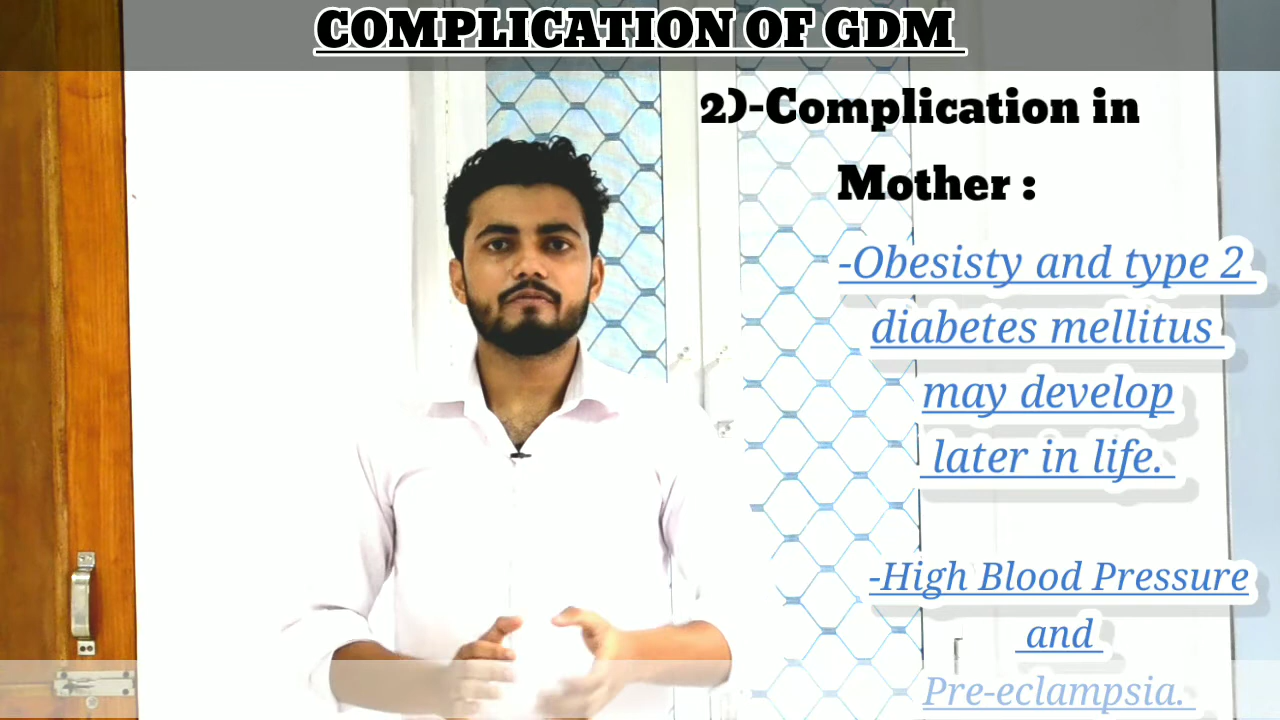 COMPLICATION OF GDM
2)-Complication in
Mother :
-Obesisty and type 2
diabetes mellitus
may develop
later in life.
-High Blood Pressure
and
Pre-eclampsia.